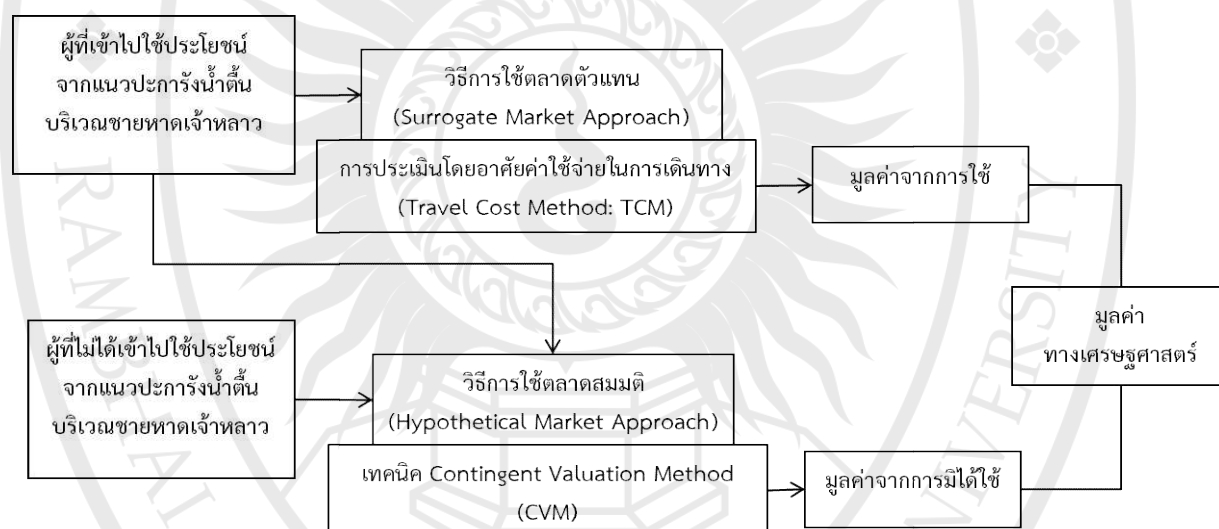 ผู้ที่เข้าไปใช้ประโยชน์
จากแนวปะการังน้ำตื้น
บริเวณชายหาดเจ้าหลาว
วิธีการใช้ตลาดตัวแทน
(Surrogate Market Approach)
การประเมินโดยอาศัยค่าใช้จ่ายในการเดินทาง
(Travel Cost Method: TCM)
มูลค่าจากการใช้
มูลค่า
ทางเศรษฐศาสตร์
ผู้ที่ไม่ได้เข้าไปใช้ประโยชน์
จากแนวปะการังน้ำตื้น
บริเวณชายหาดเจ้าหลาว
วิธีการใช้ตลาดสมมติ
(Hypothetical Market Approach)
เทคนิค Contingent Valuation Method
(CVM)
มูลค่าจากการมิได้ใช้
RAMBHAI
UNIVERSITY